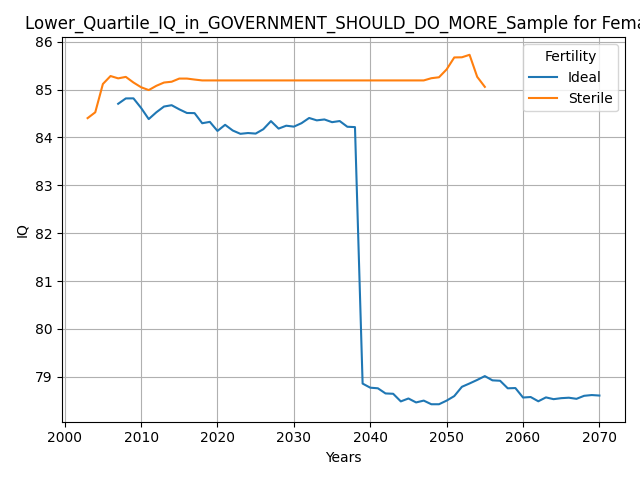 Lower_Quartile_IQ_in_GOVERNMENT_SHOULD_DO_MORE_Sample for Fema
86
85
84
83
82
81
80
79
IQ
Fertility
Ideal
Sterile
2000 2010 2020 2030 2040 2050 2060 2070
Years